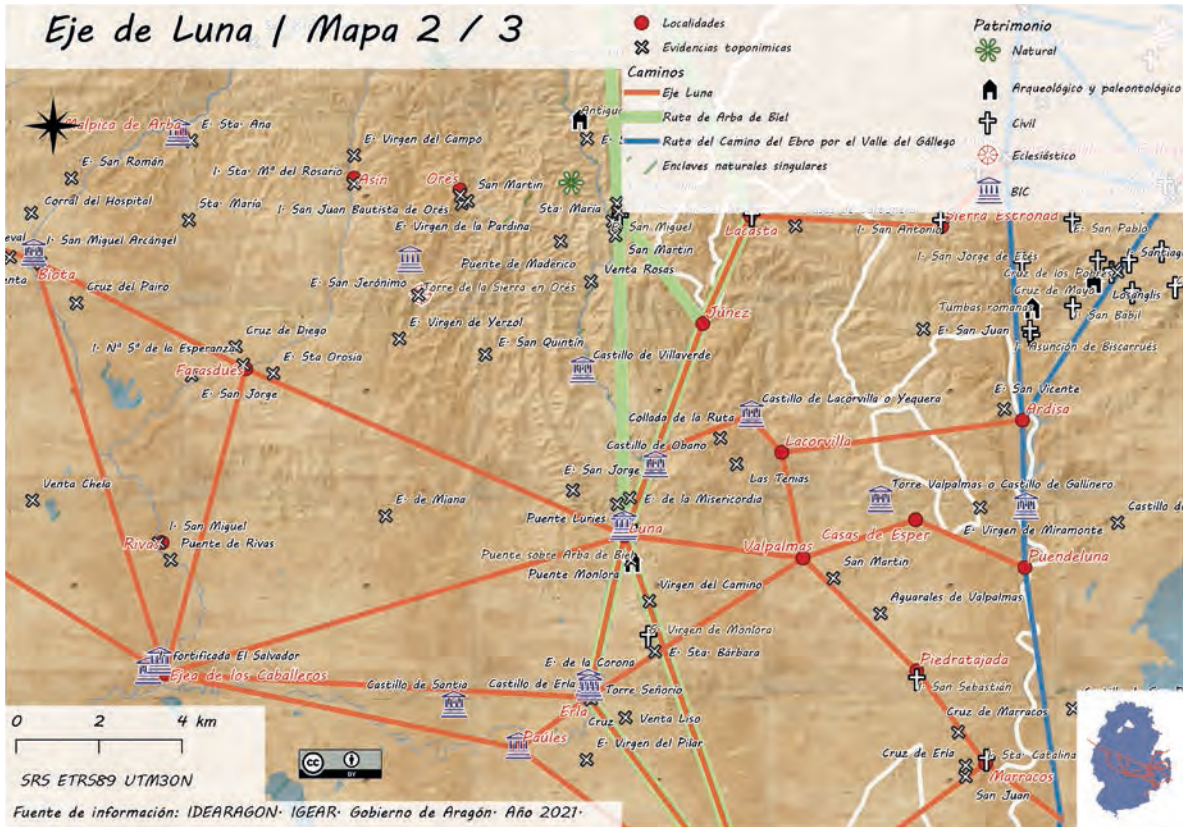 Eje de Luna / Mapa 2 / 3
Localidades
Evidencias toponimicas
Caminos
Eje Luna
Ruta de Arba de Biel
Ruta del Camino del Ebro por el Valle del Gállego
Enclaves naturales singulares
Patrimonio
Natural
Arqueológico y paleontológico
Civil
Eclesiástico
BIC
Malpica de Arba
E. Sta. Ana
E. Virgen del Campo
E. San Román
I. Sta. Mª del Rosario
Asín
Orés
San Martin
Corral del Hospital
Sta. María
I. San Juan Bautista de Orés
Sta. Maria
E. San Miguel
San Martin
Lacasta
I. San Antonio
Sierra Estronad
E. San Pablo
I. San Miguel Arcángel
E. Virgen de la Pardina
Puente de Maderico
I. San Jorge de Etés
Santiago
Biota
Cruz del Pairo
E. San Jerónimo
Torre de la Sierra en Orés
Venta Rosas
Cruz de los Pobles
Cruz de Mayo
Losanglis
Tumbas romanas
I. San Babil
Júnez
Cruz de Diego
E. Virgen de Yerzol
E. San Quintín
E. San Juan
I. Asunción de Biscarrués
I. Nª Sª de la Esperanza
E. Sta Orosia
Farasdués
Castillo de Villaverde
E. San Jorge
E. San Vicente
Castillo de Lacorvilla o Yequera
Ardisa
Collada de la Ruta
Castillo de Obano
Lacorvilla
E. San Jorge
Las Tenias
Venta Chela
E. de Miana
E. de la Misericordia
Torre Valpalmas o Castillo de Gallinero
Castillo de
Puente Luries
Luna
E. Virgen de Miramonte
I. San Miguel
Rivas
Puente de Rivas
Casas de Esper
Puente sobre Arba de Biel
Valpalmas
San Martin
Puendeluna
Puente Monlora
Virgen del Camino
Aguarales de Valpalmas
E. Virgen de Monlora
E. Sta. Bárbara
fortificada El Salvador
Ejea de los Caballeros
E. de la Corona
Piedratajada
San Sebastián
Castillo de Santia
Castillo de Erla
Torre Señorio
Erla
Cruz
Venta Liso
Cruz de Marracos
Paúles
E. Virgen del Pilar
Cruz de Erla
Sta. Catalina
Marracos
San Juan
0 2 4 km
SRS ETRS89 UTM30N
CC BY
Fuente de información: IDEARAGON. IGEAR. Gobierno de Aragón. Año 2021.